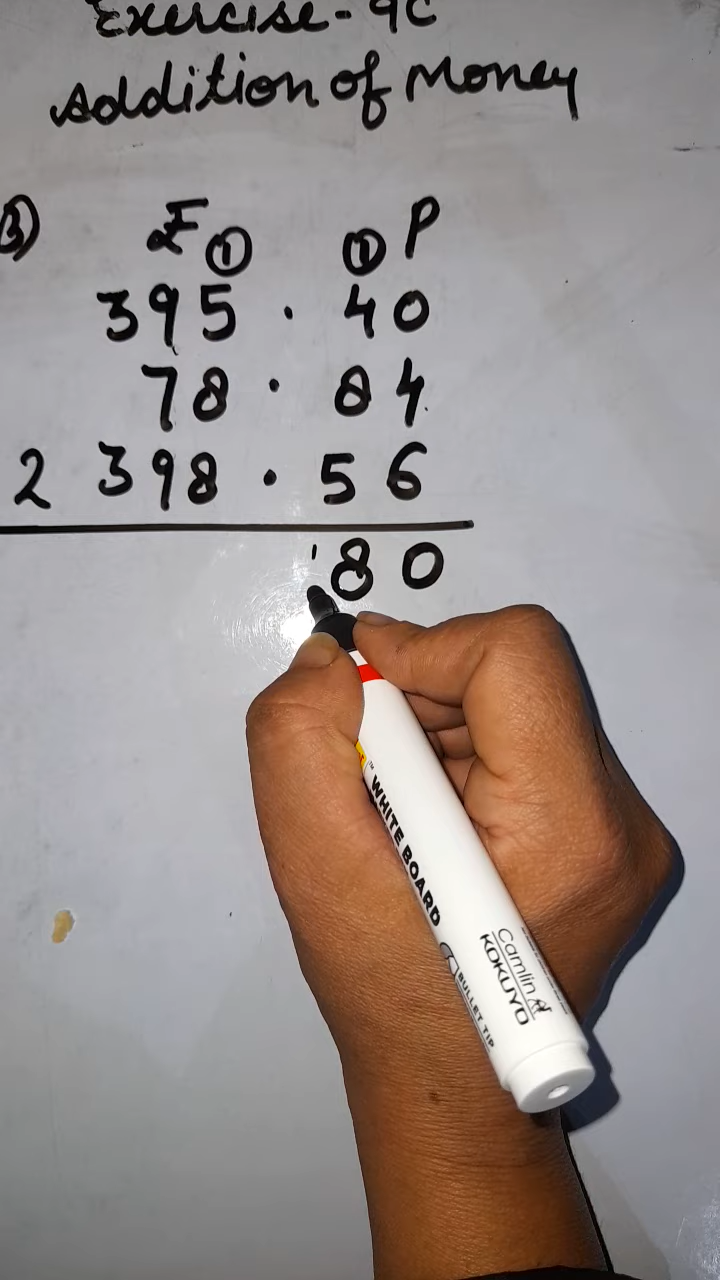 Exercise - 9C
Addition of Money
3) ₹ ① ① P
395 . 40
78 . 84
2 398 . 56
' 80
WHITE BOARD
BULLET TIP
Camlin
KOKUYO